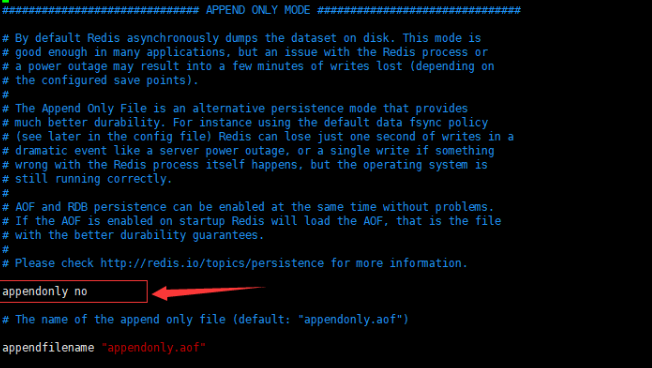 ############################## APPEND ONLY MODE ###############################
# By default Redis asynchronously dumps the dataset on disk. This mode is
# good enough in many applications, but an issue with the Redis process or
# a power outage may result into a few minutes of writes lost (depending on
# the configured save points).
#
# The Append Only File is an alternative persistence mode that provides
# much better durability. For instance using the default data fsync policy
# (see later in the config file) Redis can lose just one second of writes in a
# dramatic event like a server power outage, or a single write if something
# wrong with the Redis process itself happens, but the operating system is
# still running correctly.
#
# AOF and RDB persistence can be enabled at the same time without problems.
# If the AOF is enabled on startup Redis will load the AOF, that is the file
# with the better durability guarantees.
#
# Please check http://redis.io/topics/persistence for more information.
appendonly no
# The name of the append only file (default: "appendonly.aof")
appendfilename "appendonly.aof"